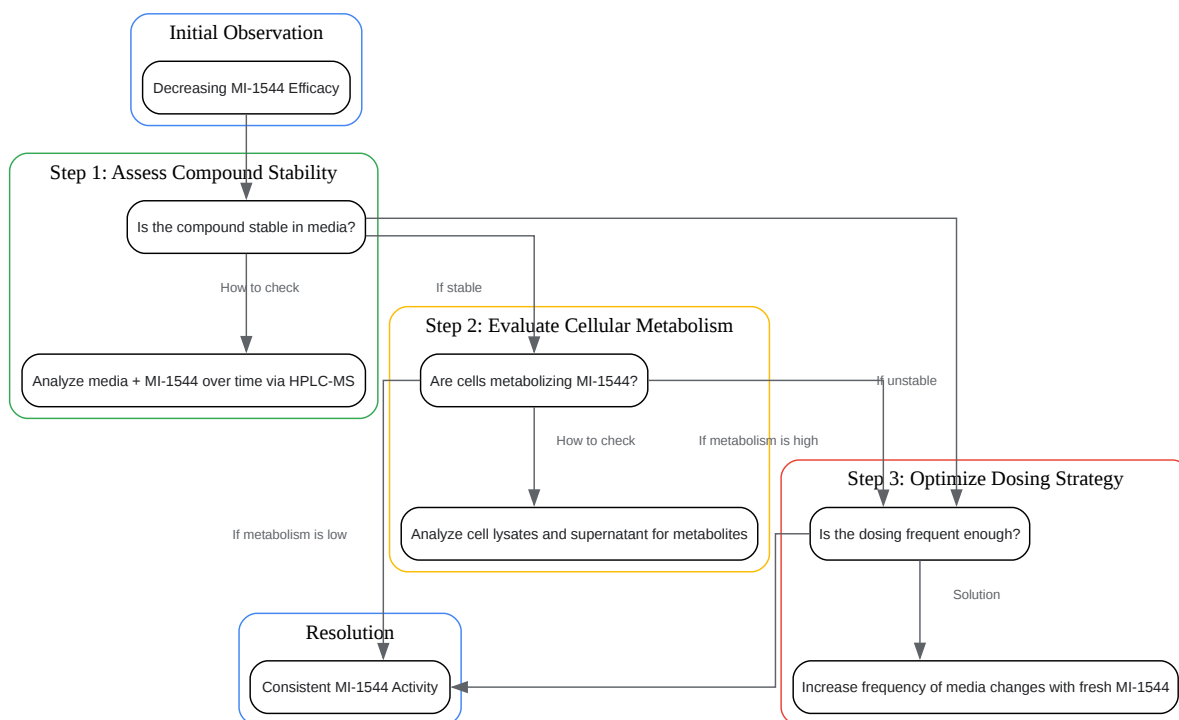 Initial Observation
Decreasing MI-1544 Efficacy
Step 1: Assess Compound Stability
Is the compound stable in media?
How to check
If stable
Step 2: Evaluate Cellular Metabolism
Analyze media + MI-1544 over time via HPLC-MS
Are cells metabolizing MI-1544?
If unstable
How to check
If metabolism is high
Step 3: Optimize Dosing Strategy
If metabolism is low
Analyze cell lysates and supernatant for metabolites
Is the dosing frequent enough?
Solution
Resolution
Consistent MI-1544 Activity
Increase frequency of media changes with fresh MI-1544